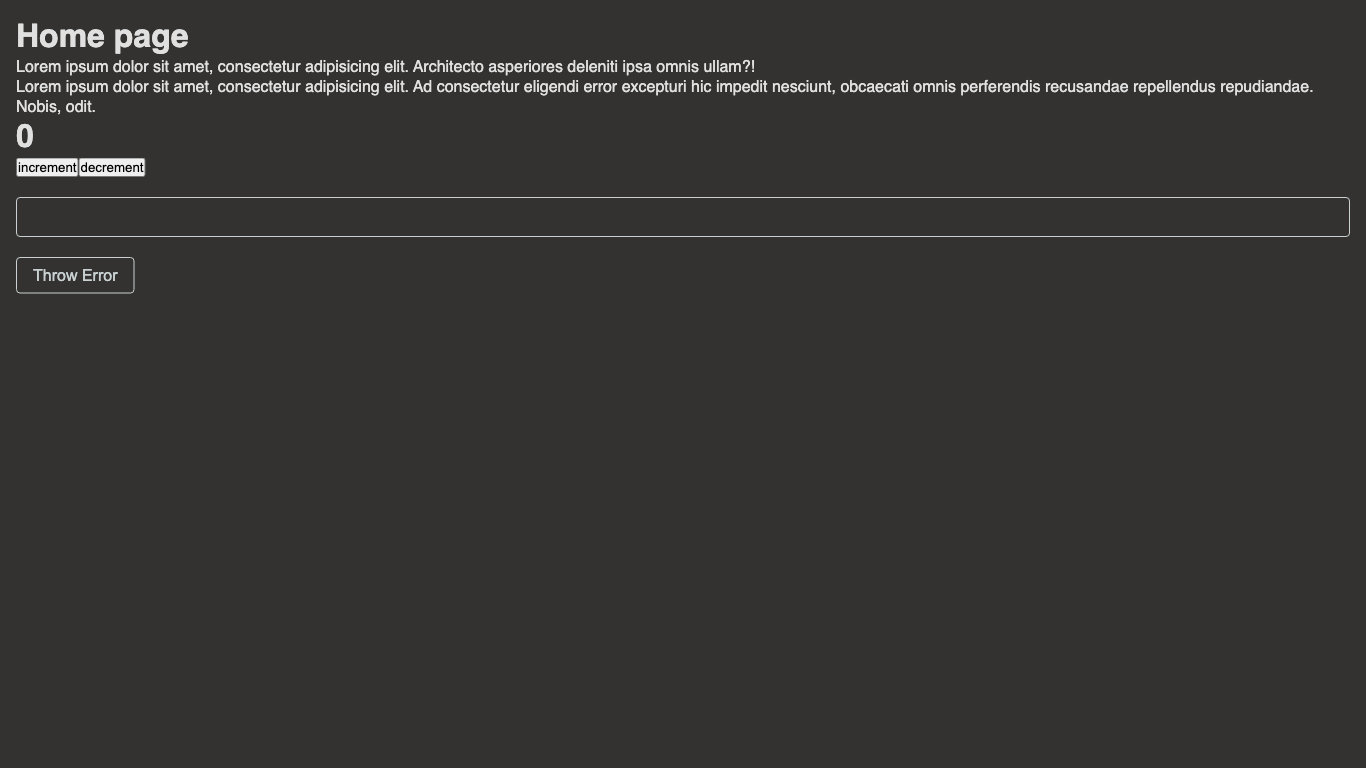 Home page
Lorem ipsum dolor sit amet, consectetur adipisicing elit. Architecto asperiores deleniti ipsa omnis ullam?!
Lorem ipsum dolor sit amet, consectetur adipisicing elit. Ad consectetur eligendi error excepturi hic impedit nesciunt, obcaecati omnis perferendis recusandae repellendus repudiandae.
Nobis, odit.
0
increment decrement
Throw Error